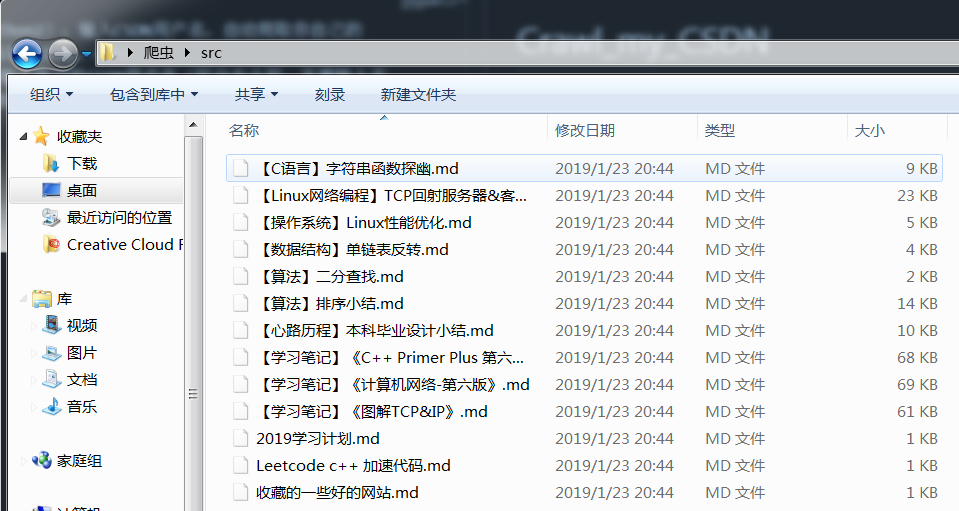 Crawl_my_CSDN
爬虫 src
组织 包含到库中 共享 刻录 新建文件夹
收藏夹
下载
桌面
最近访问的位置
Creative Cloud F
库
视频
图片
文档
音乐
家庭组
计算机
名称 修改日期 类型 大小
【C语言】字符串函数探幽.md 2019/1/23 20:44 MD 文件 9 KB
【Linux网络编程】TCP回射服务器&客... 2019/1/23 20:44 MD 文件 23 KB
【操作系统】Linux性能优化.md 2019/1/23 20:44 MD 文件 5 KB
【数据结构】单链表反转.md 2019/1/23 20:44 MD 文件 4 KB
【算法】二分查找.md 2019/1/23 20:44 MD 文件 2 KB
【算法】排序小结.md 2019/1/23 20:44 MD 文件 14 KB
【心路历程】本科毕业设计小结.md 2019/1/23 20:44 MD 文件 10 KB
【学习笔记】《C++ Primer Plus 第六... 2019/1/23 20:44 MD 文件 68 KB
【学习笔记】《计算机网络-第六版》.md 2019/1/23 20:44 MD 文件 69 KB
【学习笔记】《图解TCP&IP》.md 2019/1/23 20:44 MD 文件 61 KB
2019学习计划.md 2019/1/23 20:44 MD 文件 1 KB
Leetcode c++ 加速代码.md 2019/1/23 20:44 MD 文件 1 KB
收藏的一些好的网站.md 2019/1/23 20:44 MD 文件 1 KB